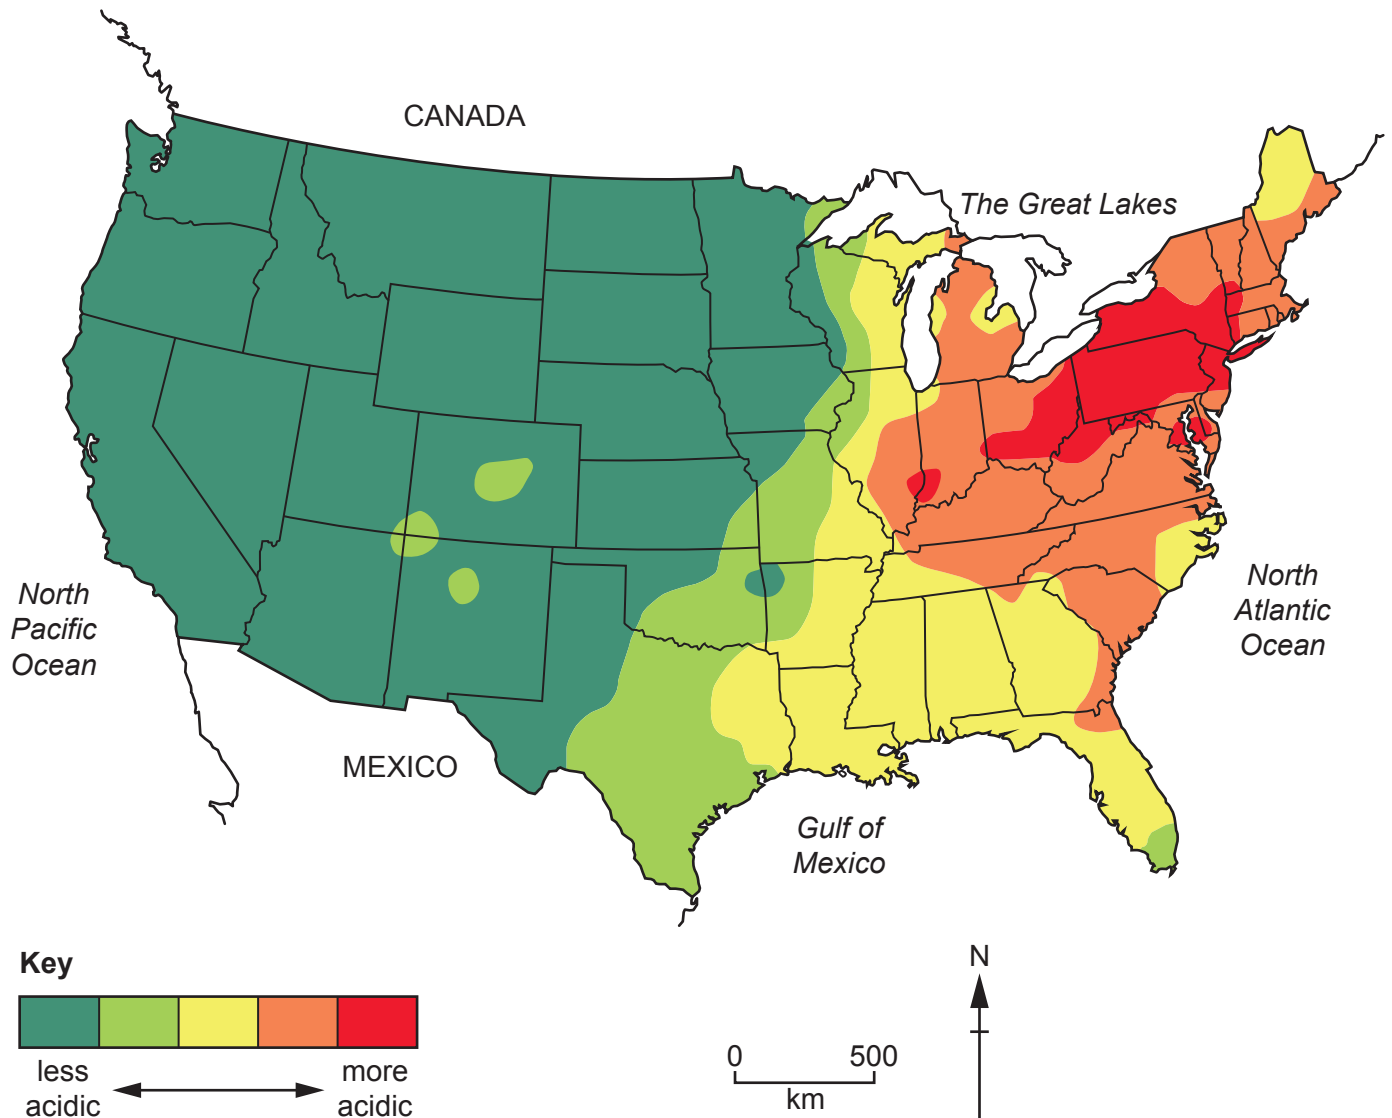 CANADA
The Great Lakes
North
Pacific
Ocean
North
Atlantic
Ocean
MEXICO
Gulf of
Mexico
Key
less
acidic
more
acidic
0 500
km
N